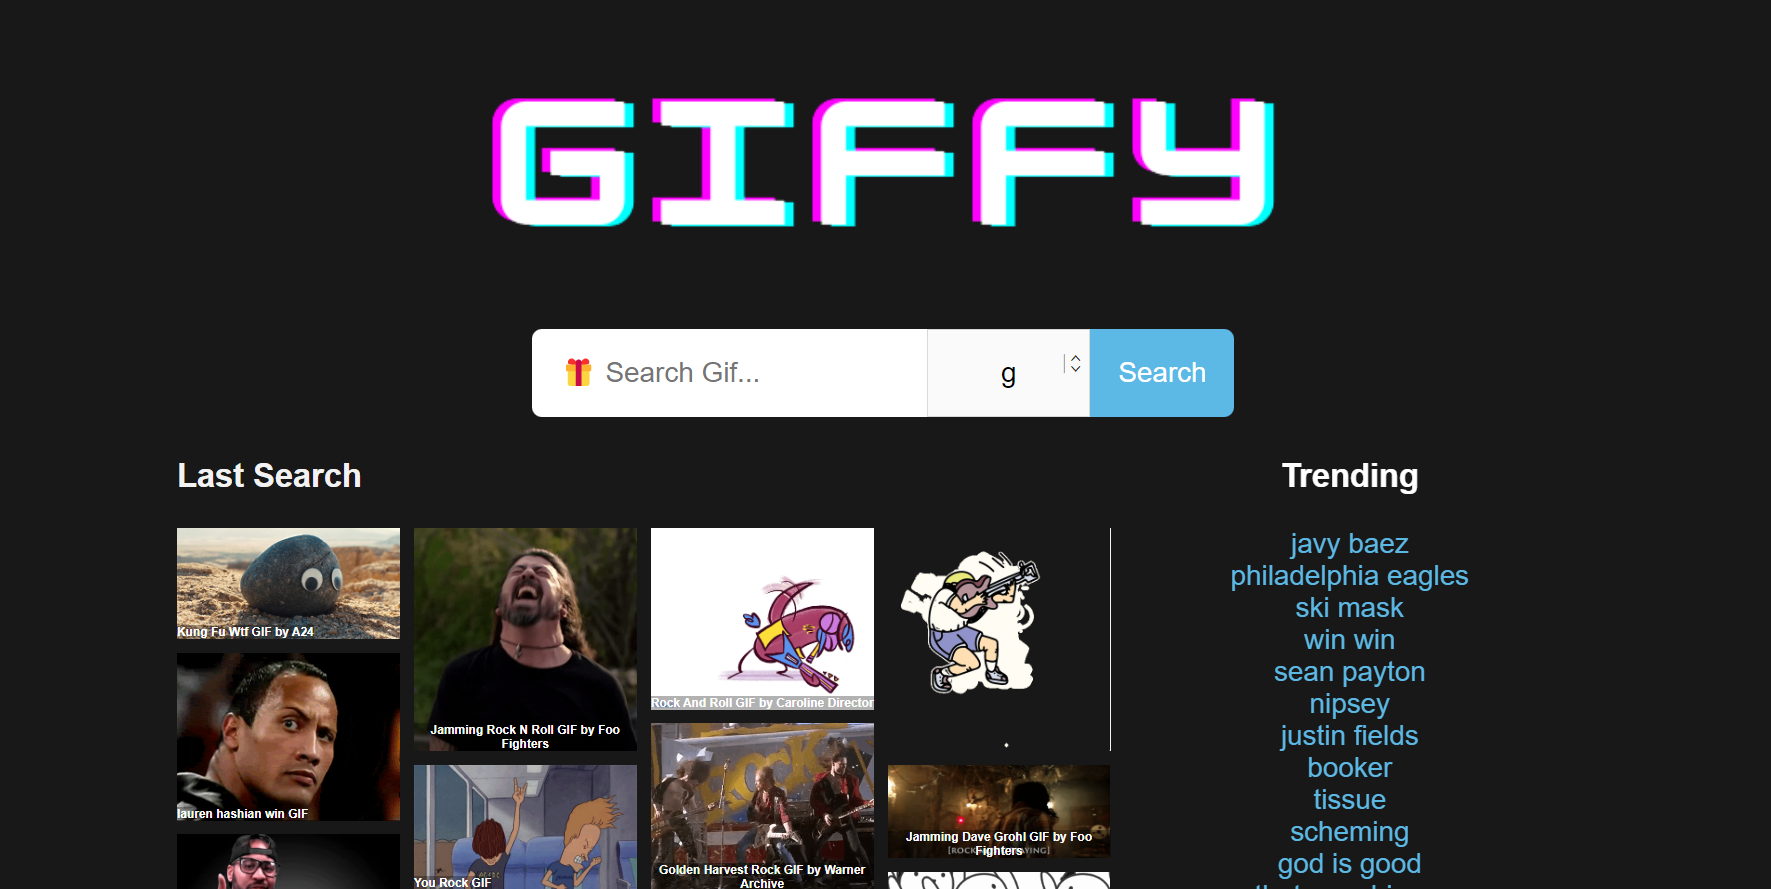 GIFFY
Search Gif...
g
Search
Last Search
Trending
Kung Fu Wtf GIF by A24
lauren hashian win GIF
Jamming Rock N Roll GIF by Foo
Fighters
You Rock GIF
Rock And Roll GIF by Caroline Director
ROCK
Golden Harvest Rock GIF by Warner
Archive
Jamming Dave Grohl GIF by Foo
Fighters
javy baez
philadelphia eagles
ski mask
win win
sean payton
nipsey
justin fields
booker
tissue
scheming
god is good